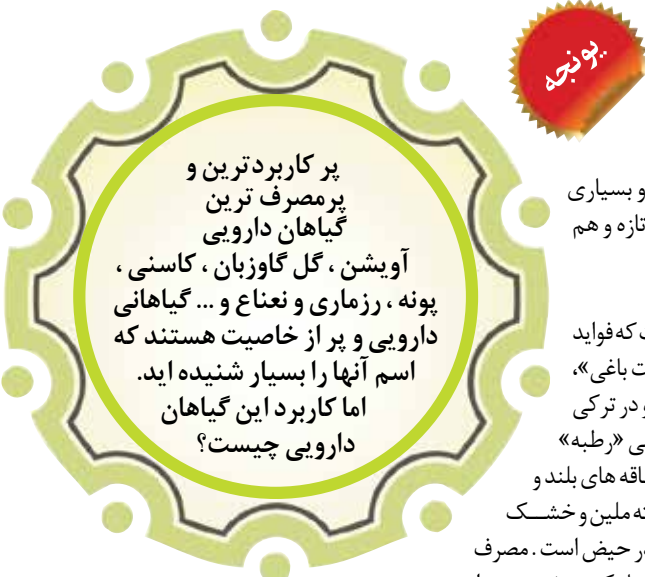 یونجه
پر کاربردترین و
پرمصرف ترین
گیاهان دارویی
آویشن ، گل گاوزبان ، کاسنی ،
پونه ، رزماری و نعناع و ... گیاهانی
دارویی و پر از خاصیت هستند که
اسم آنها را بسیار شنیده اید.
اما کاربرد این گیاهان
دارویی چیست؟
و بسیاری
تازه و هم
که فواید
باغی»،
و در ترکی
«رطبه»
ساقه های بلند و
ملین و خشک
حیض است . مصرف